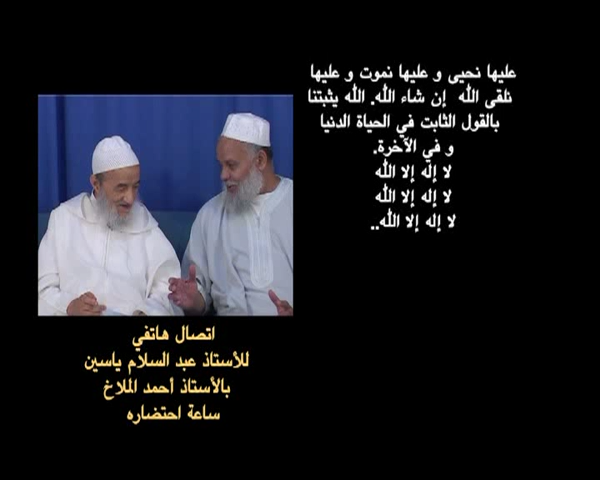 عليها نحيى و عليها نموت و عليها
نلقى الله إن شاء الله. الله يثبتنا
بالقول الثابت في الحياة الدنيا
و في الآخرة.
لا إله إلا الله
لا إله إلا الله
لا إله إلا الله..
اتصال هاتفي
للأستاذ عبد السلام ياسين
بالأستاذ أحمد الملاخ
ساعة احتضاره